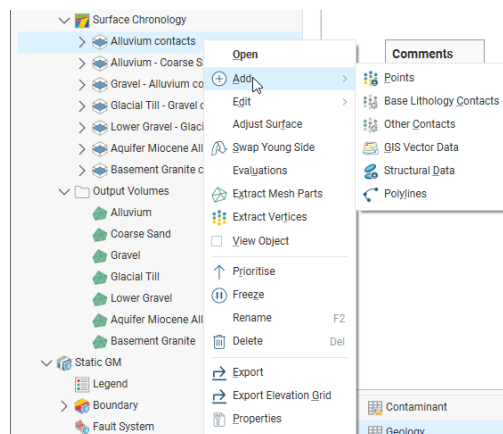 Surface Chronology
Alluvium contacts
Alluvium - Coarse S
Gravel - Alluvium co
Glacial Till - Gravel c
Lower Gravel - Glaci
Aquifer Miocene All
Basement Granite c
Output Volumes
Alluvium
Coarse Sand
Gravel
Glacial Till
Lower Gravel
Aquifer Miocene All
Basement Granite
Static GM
Legend
Boundary
Fault System
Open
Add
Edit
Adjust Surface
Swap Young Side
Evaluations
Extract Mesh Parts
Extract Vertices
View Object
Prioritise
Freeze
Rename F2
Delete Del
Export
Export Elevation Grid
Properties
Comments
Points
Base Lithology Contacts
Other Contacts
GIS Vector Data
Structural Data
Polylines
Contaminant
Geology